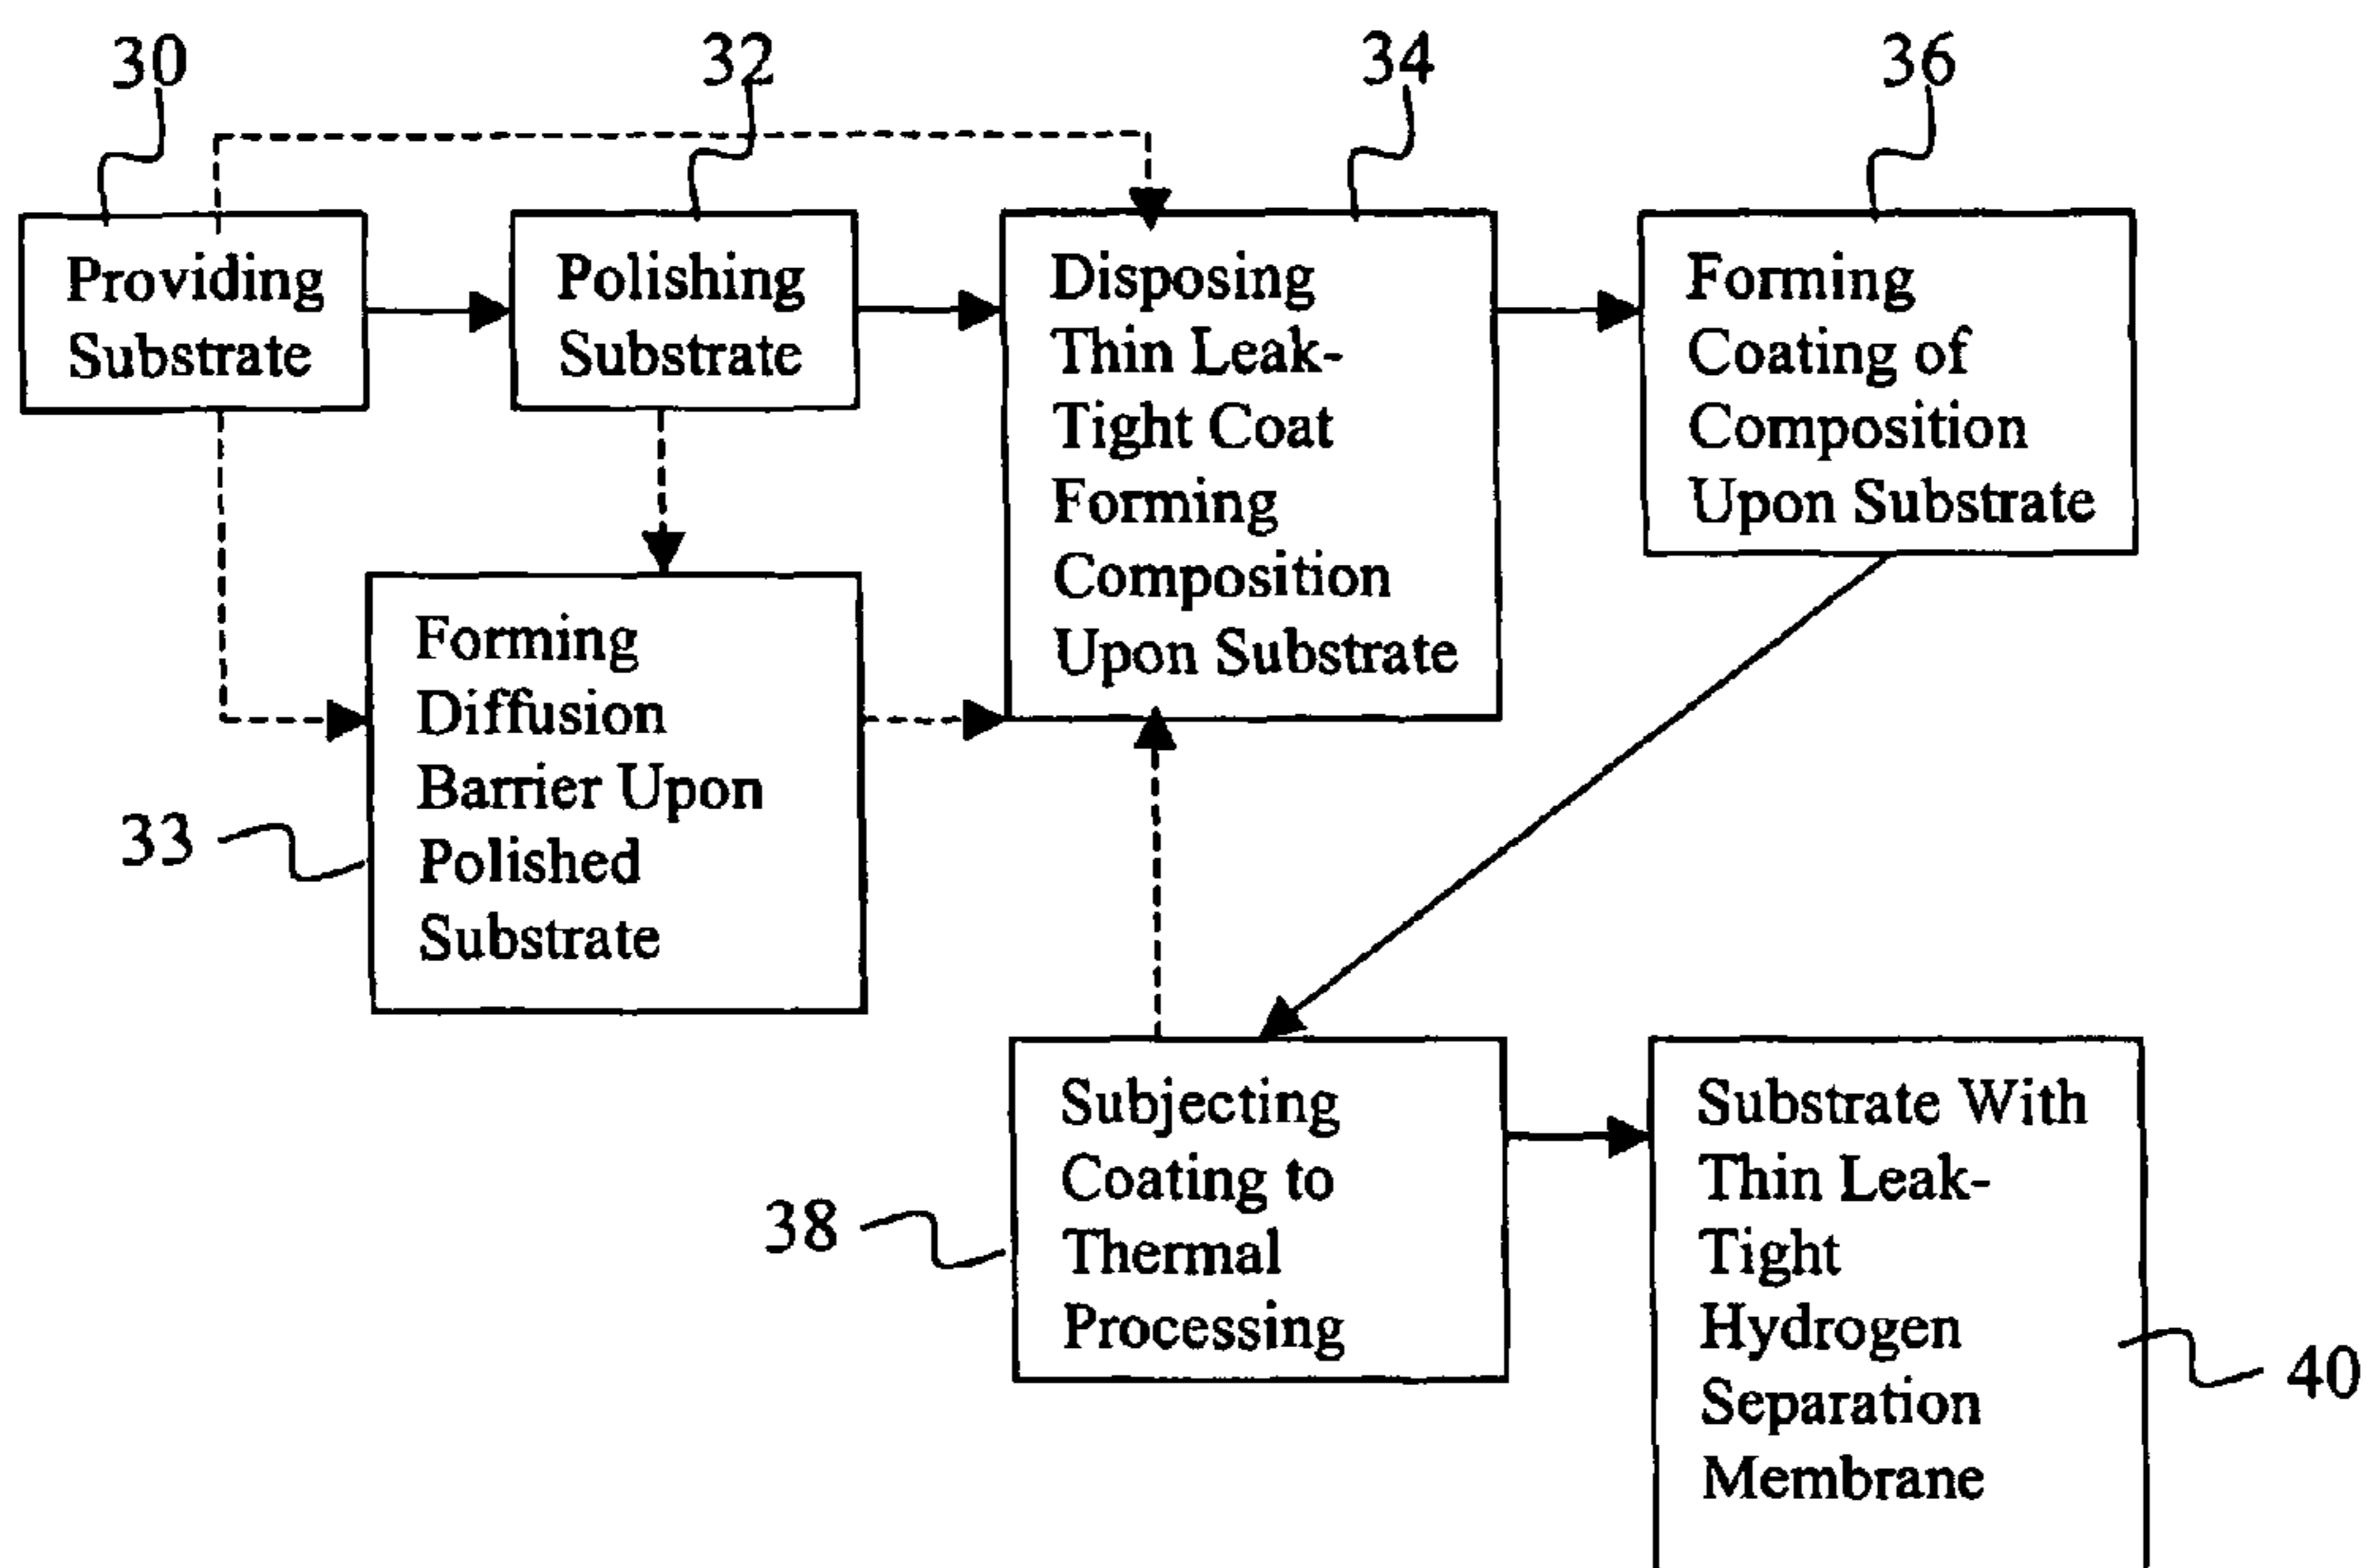 30
32
34
36
Providing
Substrate
Polishing
Substrate
Disposing
Thin Leak-
Tight Coat
Forming
Composition
Upon Substrate
Forming
Coating of
Composition
Upon Substrate
33
Forming
Diffusion
Barrier Upon
Polished
Substrate
38
Subjecting
Coating to
Thermal
Processing
Substrate With
Thin Leak-
Tight
Hydrogen
Separation
Membrane
40